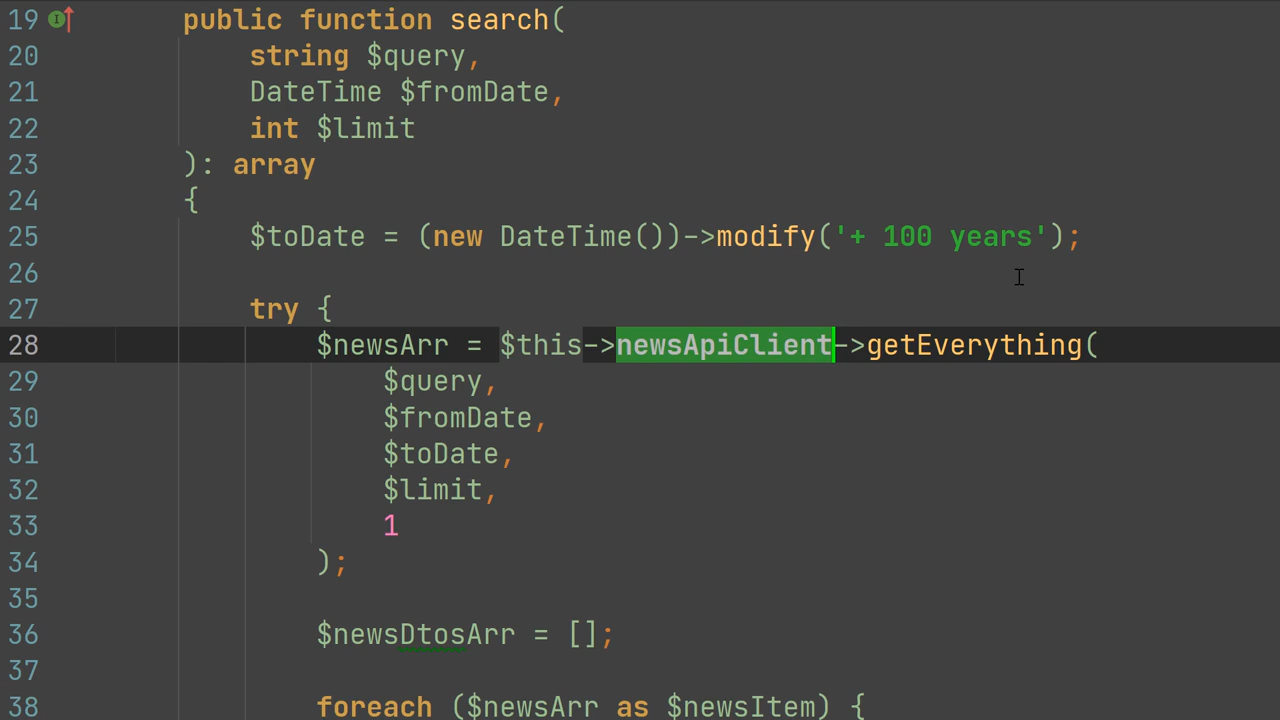 19 public function search(
20 string $query,
21 DateTime $fromDate,
22 int $limit
23 ): array
24 {
25 $toDate = (new DateTime())->modify('+ 100 years');
26
27 try {
28 $newsArr = $this->newsApiClient->getEverything(
29 $query,
30 $fromDate,
31 $toDate,
32 $limit,
33 1
34 );
35
36 $newsDtosArr = [];
37
38 foreach ($newsArr as $newsItem) {